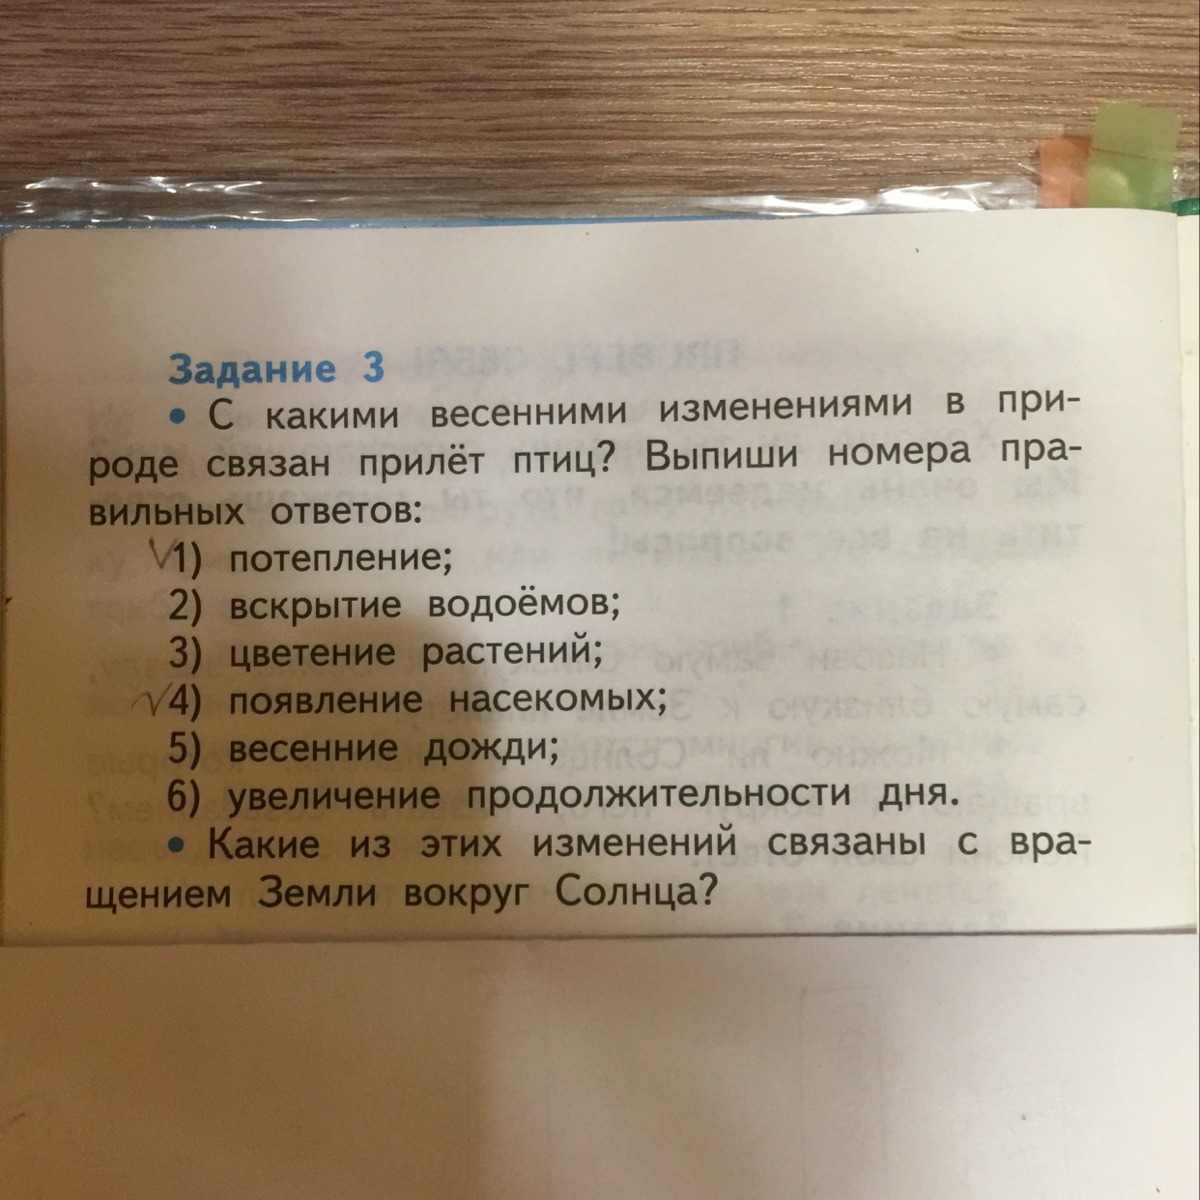 Задание 3
• С какими весенними изменениями в при-
роде связан прилёт птиц? Выпиши номера пра-
вильных ответов:
√1) потепление;
2) вскрытие водоёмов;
3) цветение растений;
√4) появление насекомых;
5) весенние дожди;
6) увеличение продолжительности дня.
• Какие из этих изменений связаны с вра-
щением Земли вокруг Солнца?